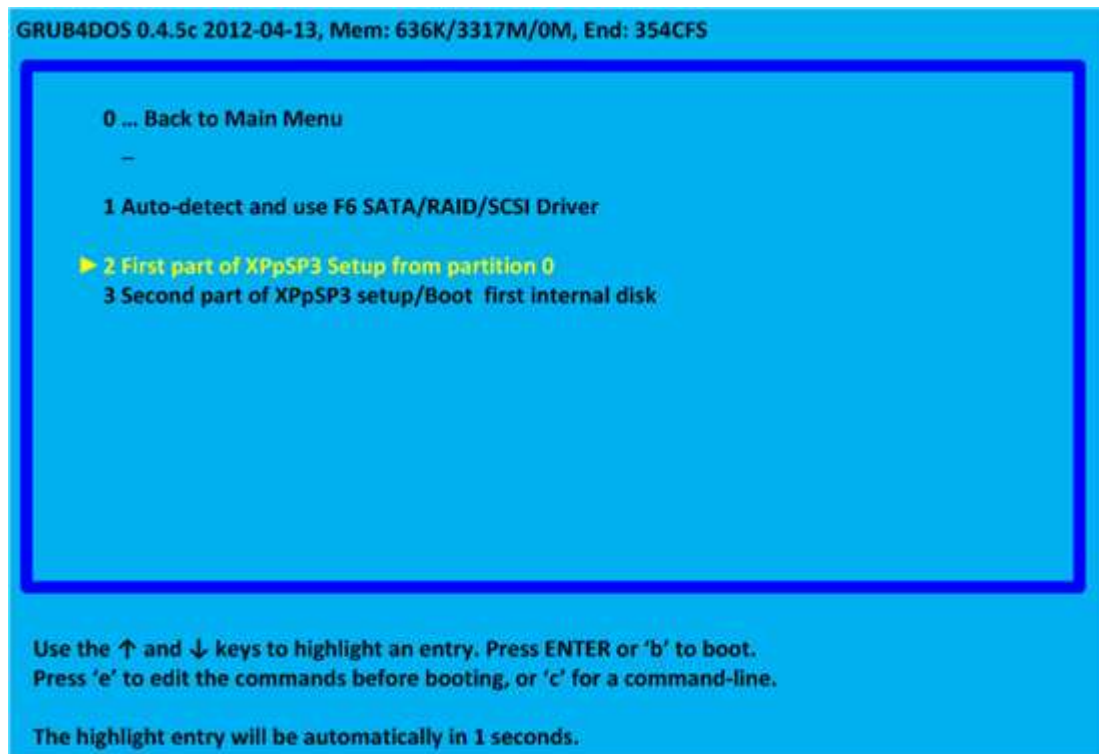 GRUB4DOS 0.4.5c 2012-04-13, Mem: 636K/3317M/0M, End: 354CFS
0 ... Back to Main Menu
_
1 Auto-detect and use F6 SATA/RAID/SCSI Driver
► 2 First part of XPpSP3 Setup from partition 0
3 Second part of XPpSP3 setup/Boot first internal disk
Use the ↑ and ↓ keys to highlight an entry. Press ENTER or ‘b’ to boot.
Press ‘e’ to edit the commands before booting, or ‘c’ for a command-line.
The highlight entry will be automatically in 1 seconds.